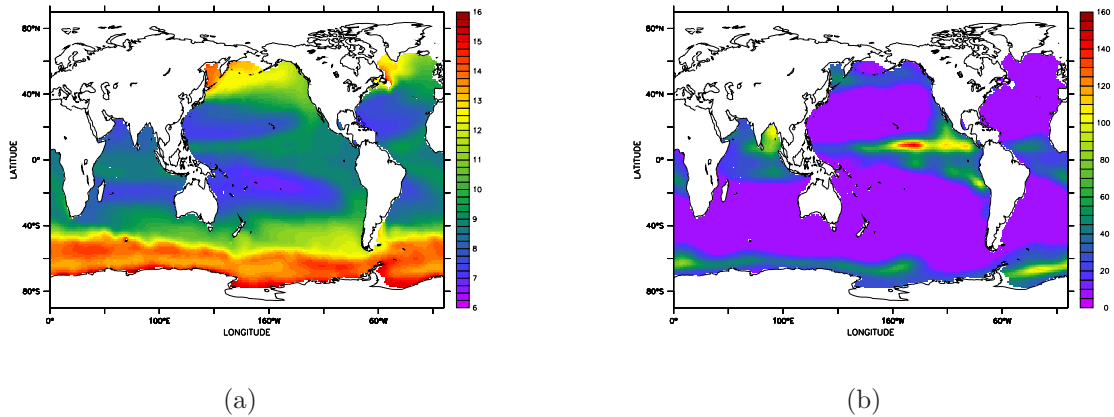 80°N
40°N
0°
40°S
80°S
LATITUDE
0°
100°E
160°W
60°W
LONGITUDE
16
15
14
13
12
11
10
9
8
7
6
(a)
80°N
40°N
0°
40°S
80°S
LATITUDE
0°
100°E
160°W
60°W
LONGITUDE
160
140
120
100
80
60
40
20
0
(b)